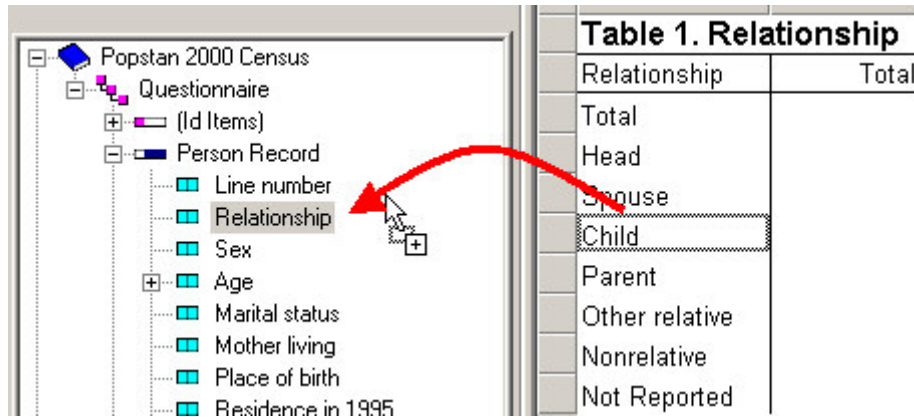 Popstan 2000 Census
Questionnaire
(Id Items)
Person Record
Line number
Relationship
Sex
Age
Marital status
Mother living
Place of birth
Residence in 1995
Table 1. Relationship
Relationship Total
Total
Head
Spouse
Child
Parent
Other relative
Nonrelative
Not Reported